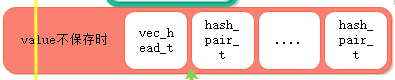 value不保存时
vec_h
ead_t
hash_
pair_
t
....
hash_
pair_
t